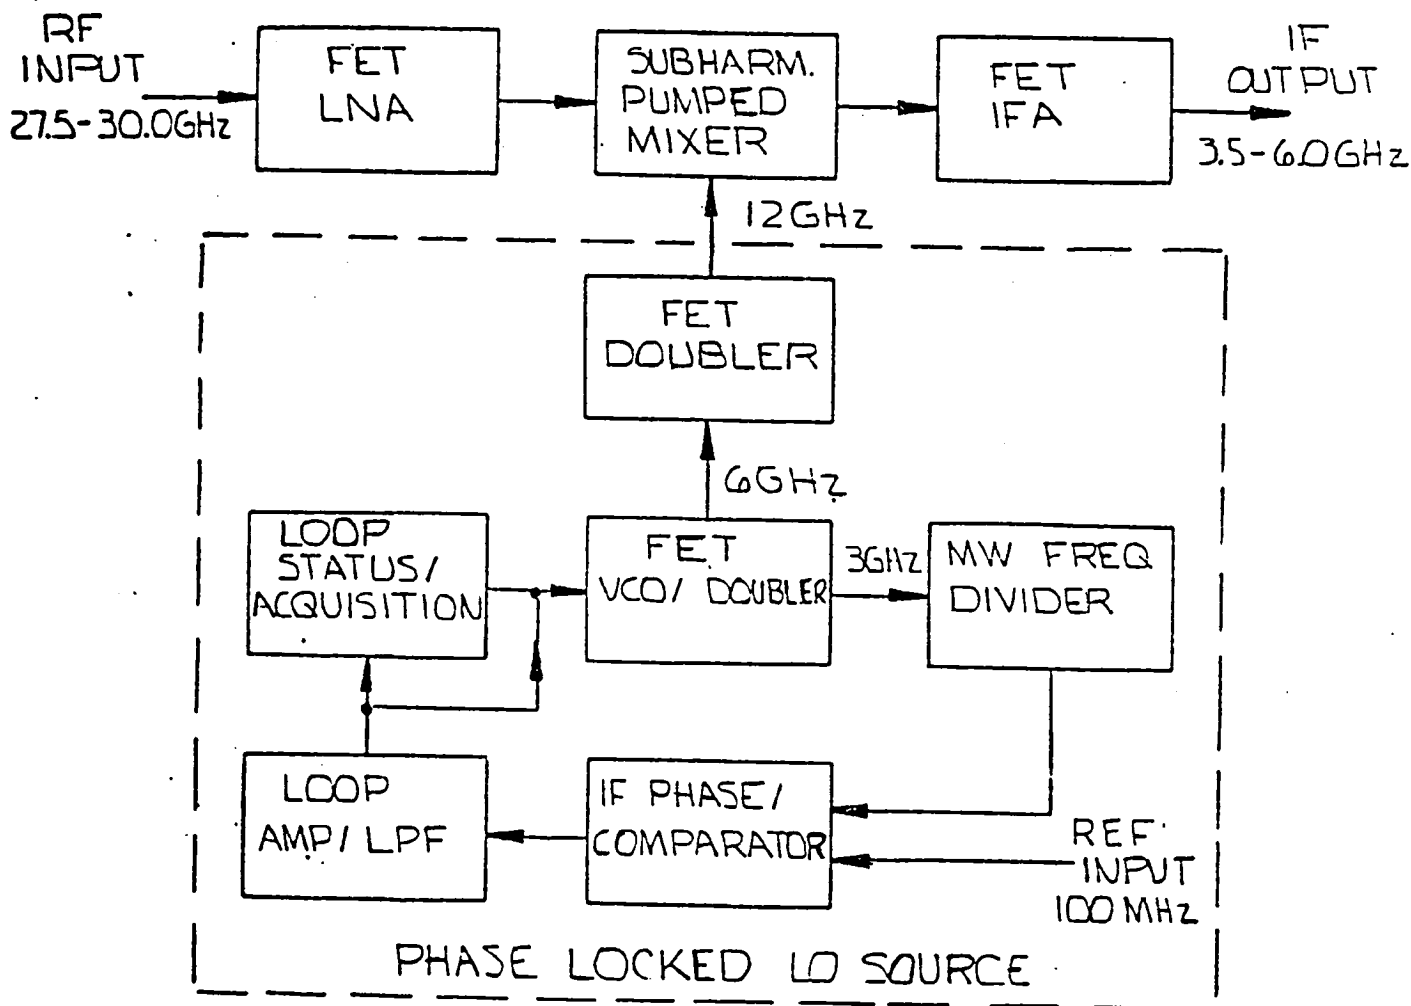 RF
INPUT
27.5-30.0GHz
FET
LNA
SUBHARM.
PUMPED
MIXER
FET
IFA
IF
OUTPUT
3.5-6.0GHz
12GHz
FET
DOUBLER
6GHz
LOOP
STATUS/
ACQUISITION
FET
VCO/ DOUBLER
3GHz
MW FREQ
DIVIDER
LOOP
AMP/ LPF
IF PHASE/
COMPARATOR
REF
INPUT
100 MHz
PHASE LOCKED LO SOURCE